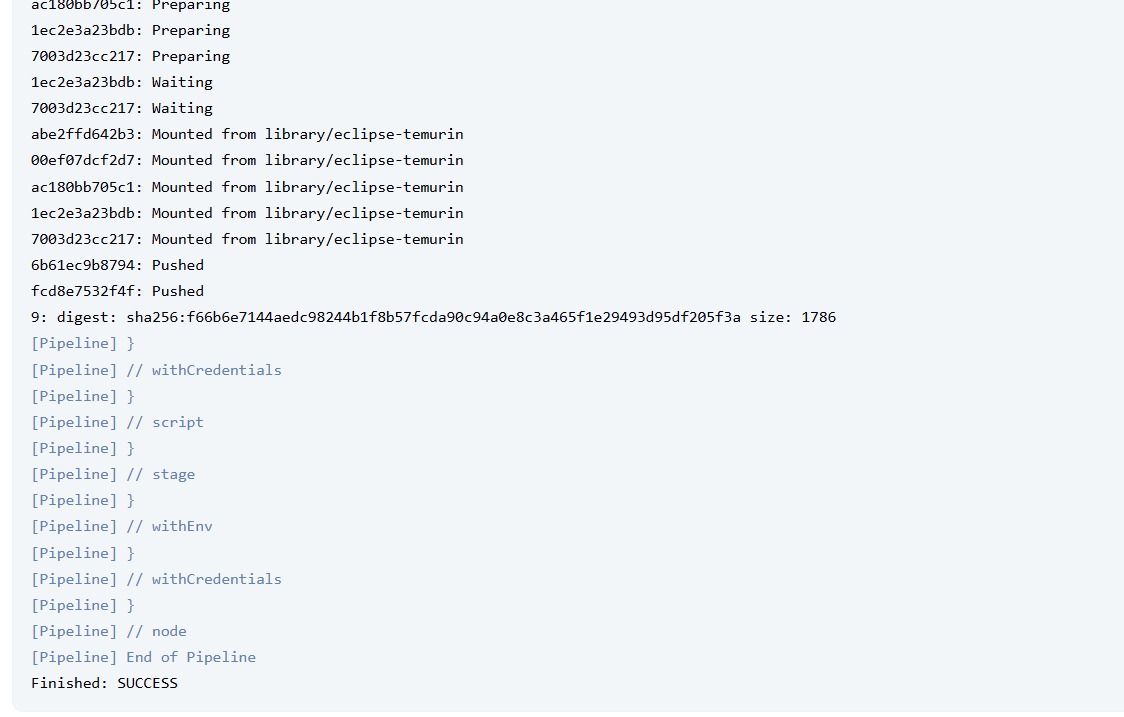 ac180bb705c1: Preparing
1ec2e3a23bdb: Preparing
7003d23cc217: Preparing
1ec2e3a23bdb: Waiting
7003d23cc217: Waiting
abe2ffd642b3: Mounted from library/eclipse-temurin
00ef07dcf2d7: Mounted from library/eclipse-temurin
ac180bb705c1: Mounted from library/eclipse-temurin
1ec2e3a23bdb: Mounted from library/eclipse-temurin
7003d23cc217: Mounted from library/eclipse-temurin
6b61ec9b8794: Pushed
fcd8e7532f4f: Pushed
9: digest: sha256:f66b6e7144aedc98244b1f8b57fcda90c94a0e8c3a465f1e29493d95df205f3a size: 1786
[Pipeline] }
[Pipeline] // withCredentials
[Pipeline] }
[Pipeline] // script
[Pipeline] }
[Pipeline] // stage
[Pipeline] }
[Pipeline] // withEnv
[Pipeline] }
[Pipeline] // withCredentials
[Pipeline] }
[Pipeline] // node
[Pipeline] End of Pipeline
Finished: SUCCESS